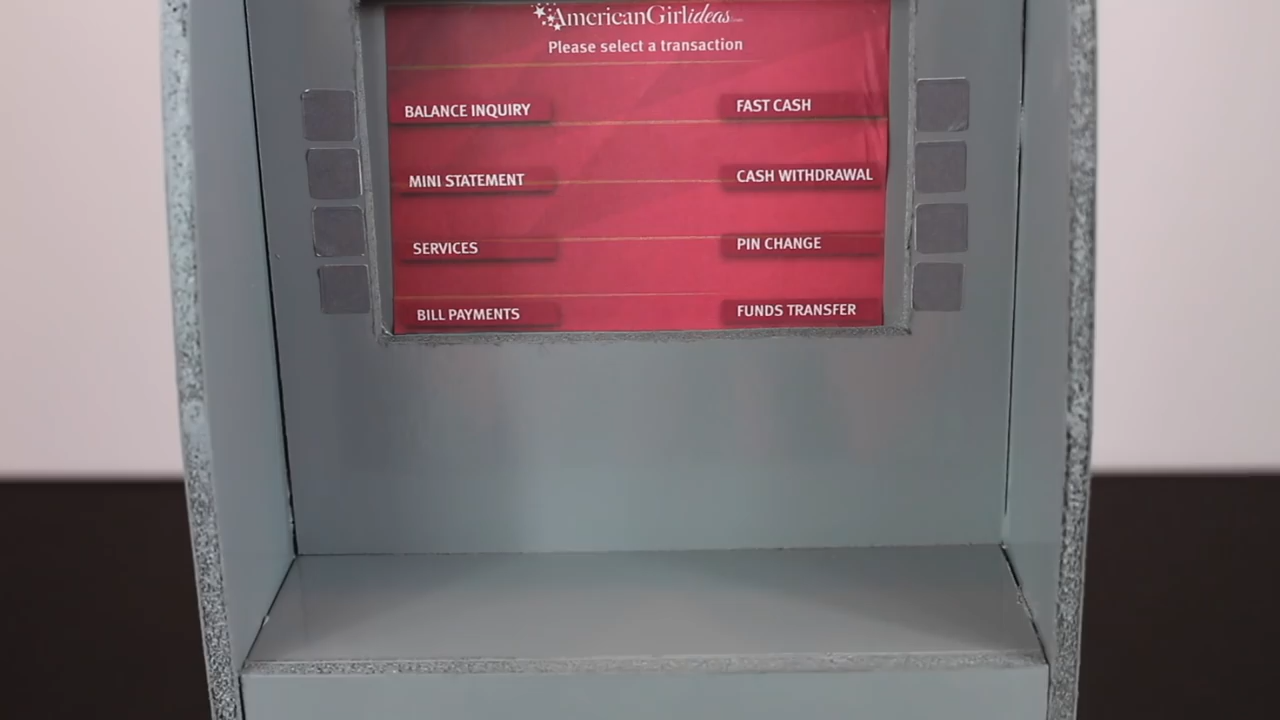 AmericanGirlideas
Please select a transaction
BALANCE INQUIRY
FAST CASH
MINI STATEMENT
CASH WITHDRAWAL
SERVICES
PIN CHANGE
BILL PAYMENTS
FUNDS TRANSFER